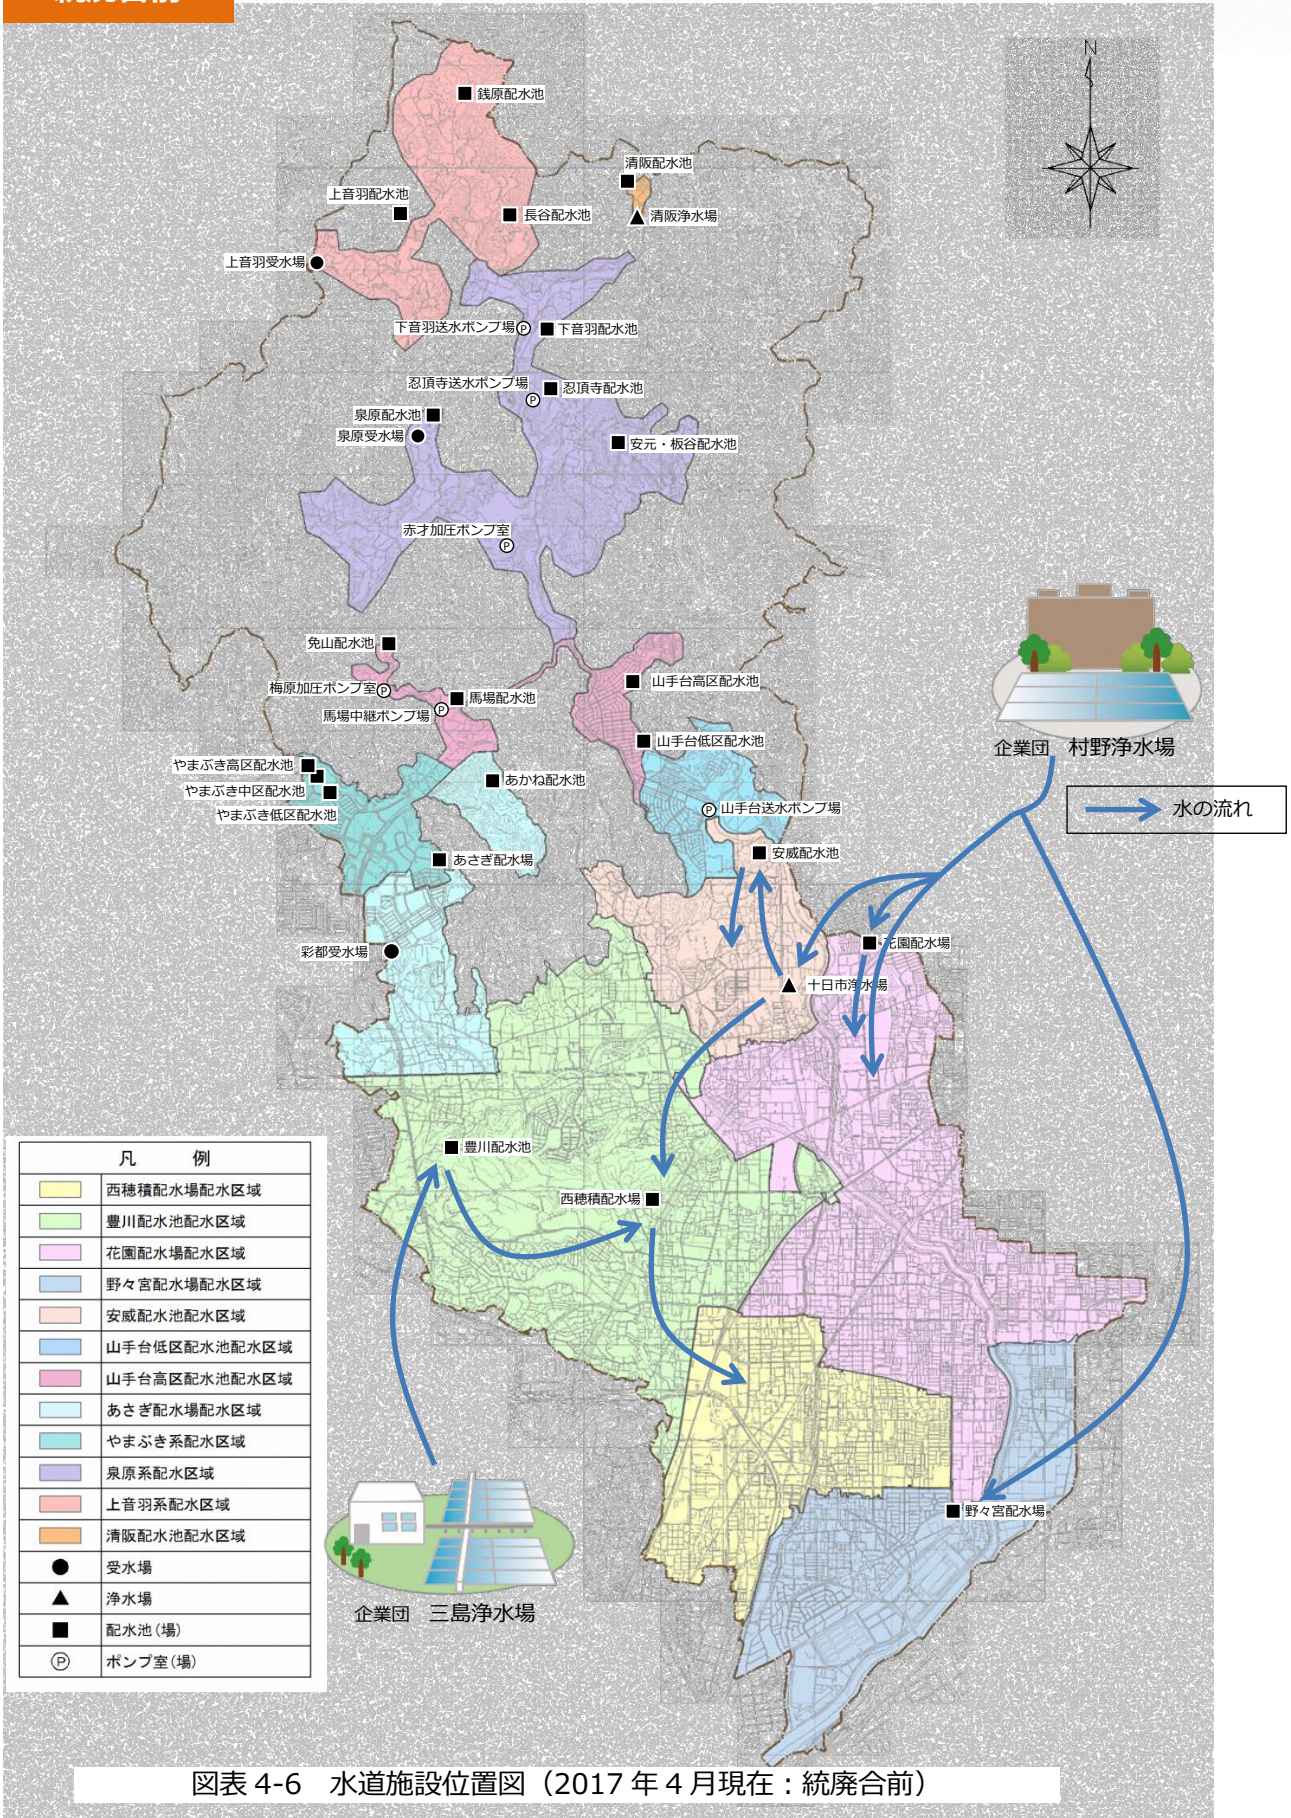 統廃合前
N
銭原配水池
清阪配水池
上音羽配水池
長谷配水池
清阪浄水場
上音羽受水場
下音羽送水ポンプ場
P
下音羽配水池
忍頂寺送水ポンプ場
P
忍頂寺配水池
泉原配水池
泉原受水場
安元・板谷配水池
赤才加圧ポンプ室
P
免山配水池
梅原加圧ポンプ室
P
馬場配水池
馬場中継ポンプ場
P
山手台高区配水池
山手台低区配水池
企業団 村野浄水場
やまぶき高区配水池
やまぶき中区配水池
やまぶき低区配水池
あかね配水池
P
山手台送水ポンプ場
水の流れ
あさぎ配水場
安威配水池
彩都受水場
花園配水場
十日市浄水場
豊川配水池
西穂積配水場
野々宮配水場
企業団 三島浄水場
凡 例
西穂積配水場配水区域
豊川配水池配水区域
花園配水場配水区域
野々宮配水場配水区域
安威配水池配水区域
山手台低区配水池配水区域
山手台高区配水池配水区域
あさぎ配水場配水区域
やまぶき系配水区域
泉原系配水区域
上音羽系配水区域
清阪配水池配水区域
受水場
浄水場
配水池(場)
P
ポンプ室(場)
図表 4-6 水道施設位置図（2017 年 4 月現在：統廃合前）